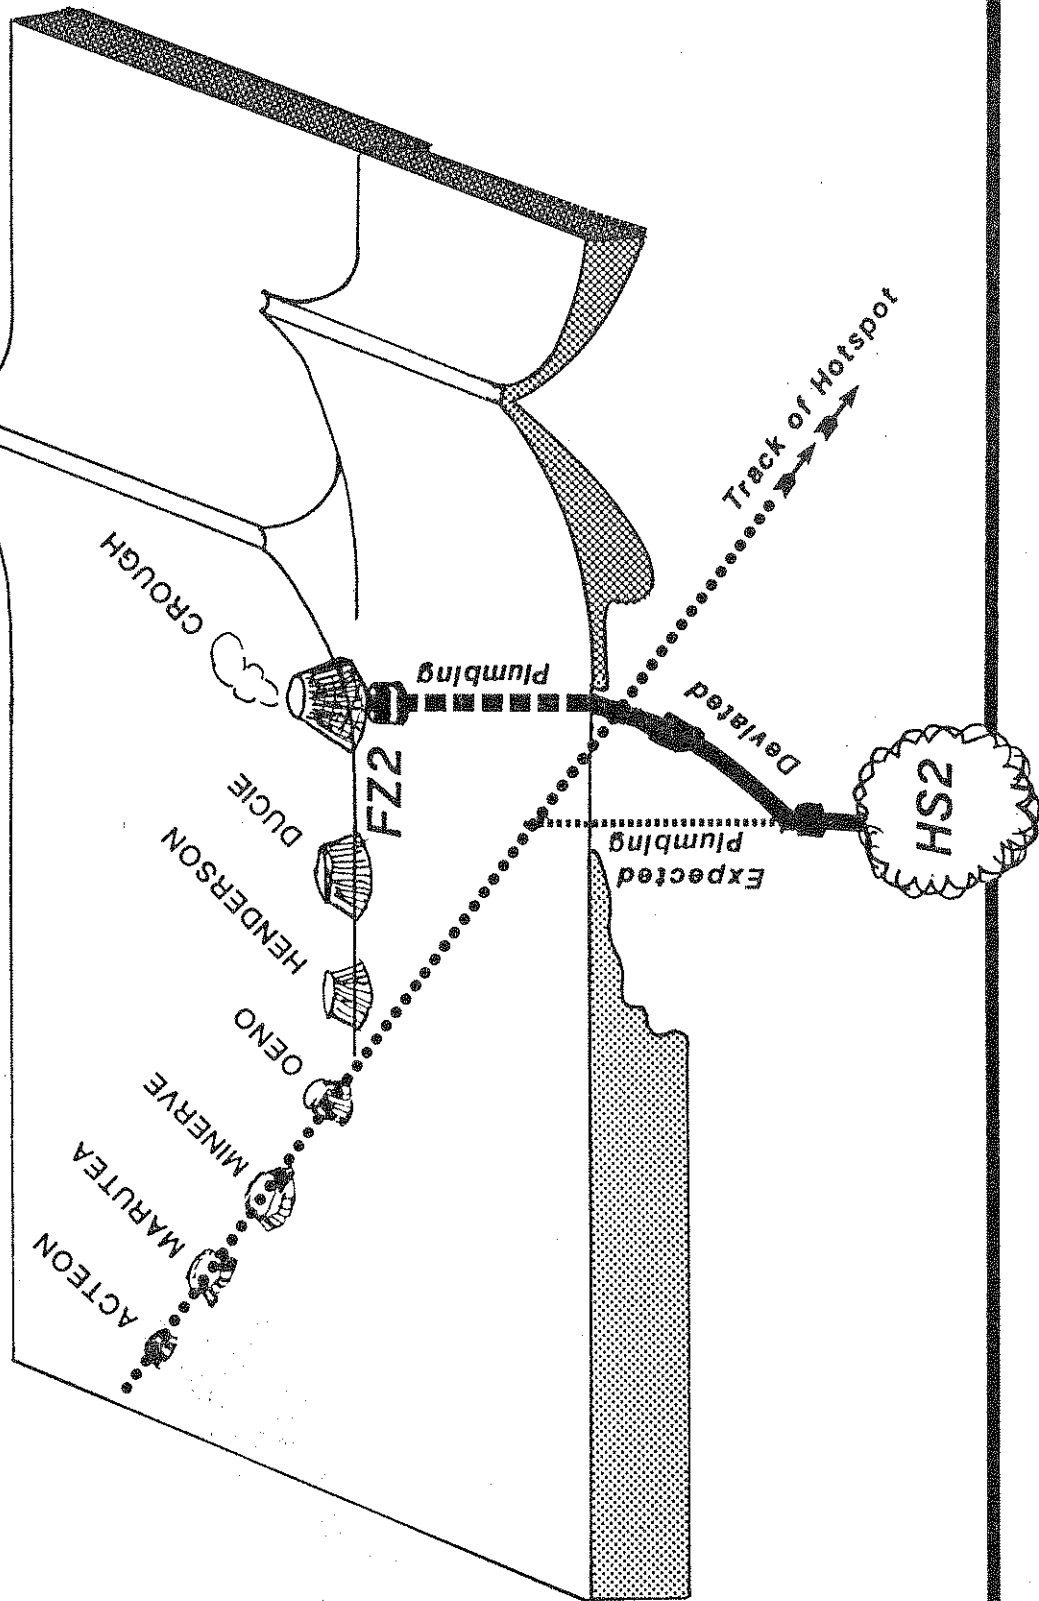 CROUGH
DUCIE
HENDERSON
OENO
MINERVE
MARUTEA
ACTEON
FZ2
Plumbing
Deviated
Expected
Plumbing
Track of Hotspot
HS2